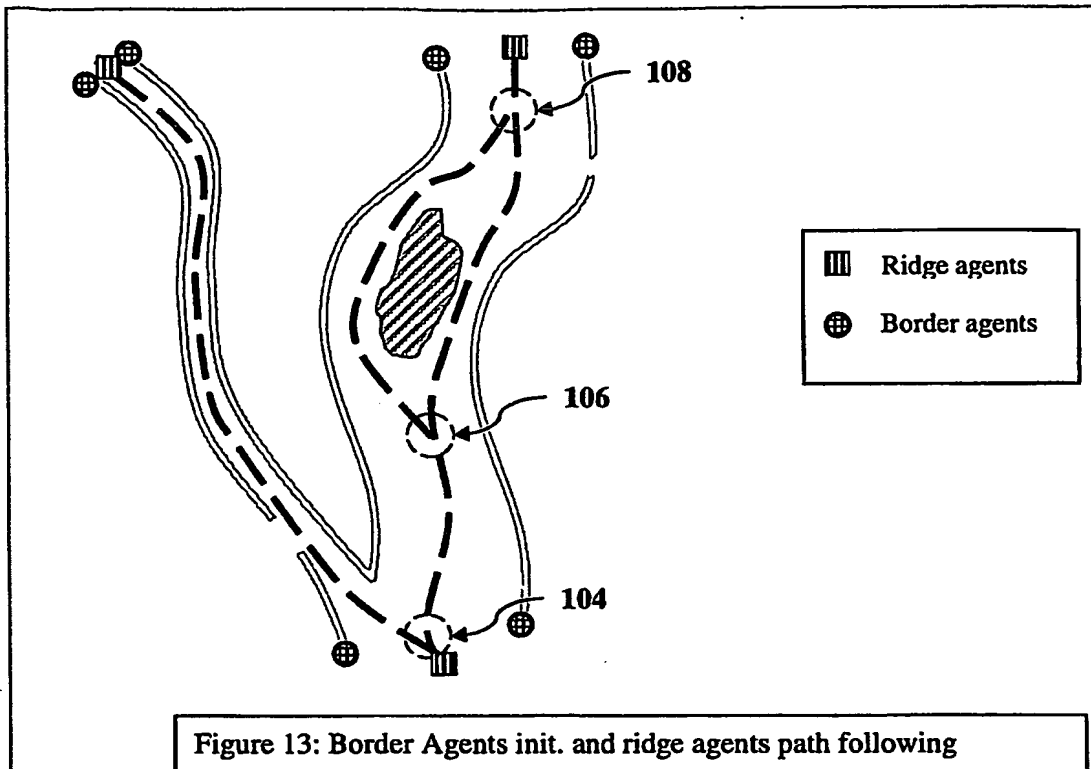 108
Ridge agents
Border agents
106
104
Figure 13: Border Agents init. and ridge agents path following